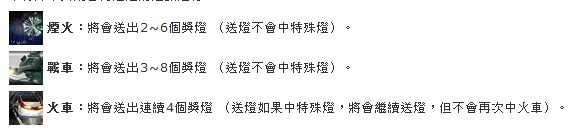 煙火：將會送出2~6個獎燈 （送燈不會中特殊燈）。
戰車：將會送出3~8個獎燈 （送燈不會中特殊燈）。
火車：將會送出連續4個獎燈 （送燈如果中特殊燈，將會繼續送燈，但不會再次中火車）。